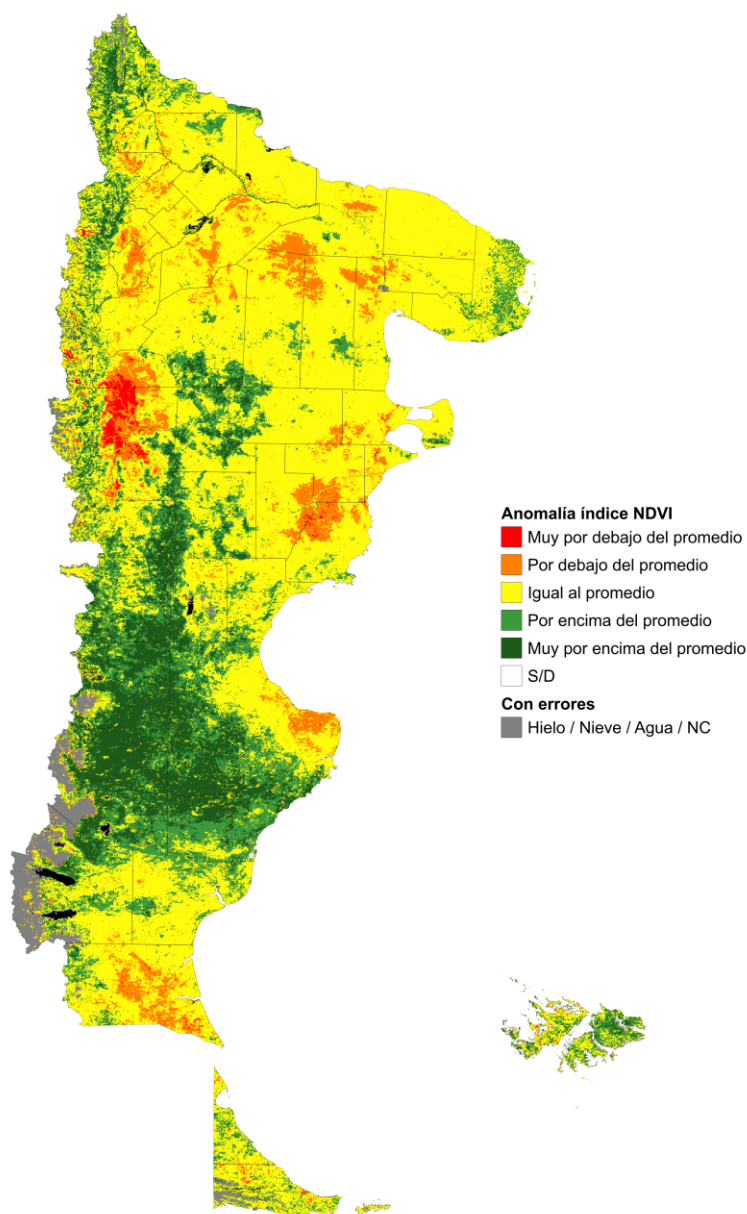 Anomalía índice NDVI
Muy por debajo del promedio
Por debajo del promedio
Igual al promedio
Por encima del promedio
Muy por encima del promedio
S/D
Con errores
Hielo / Nieve / Agua / NC